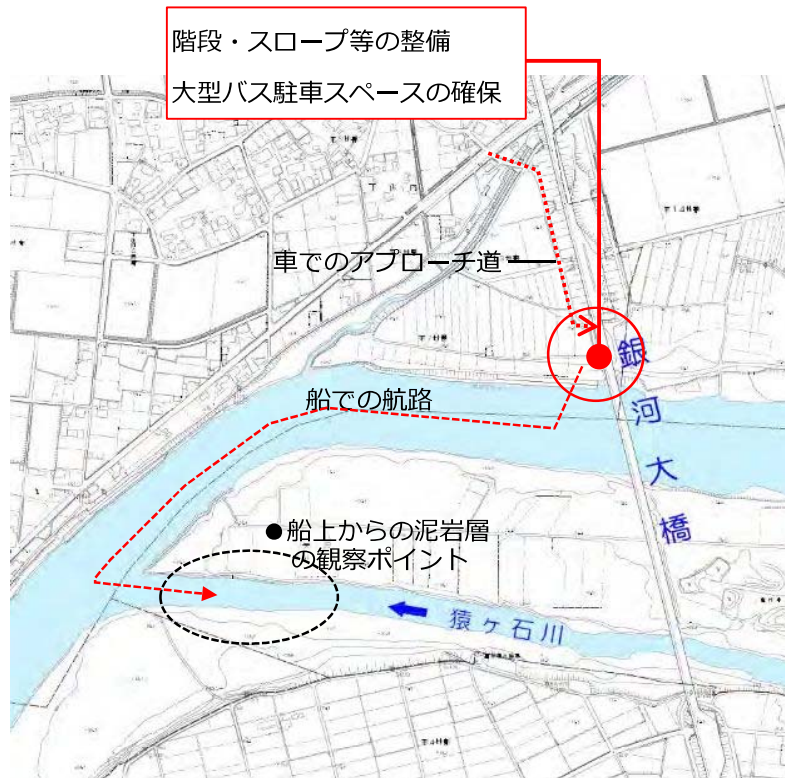 階段・スロープ等の整備
大型バス駐車スペースの確保
車でのアプローチ道
銀河大橋
船での航路
●船上からの泥岩層
の観察ポイント
猿ヶ石川